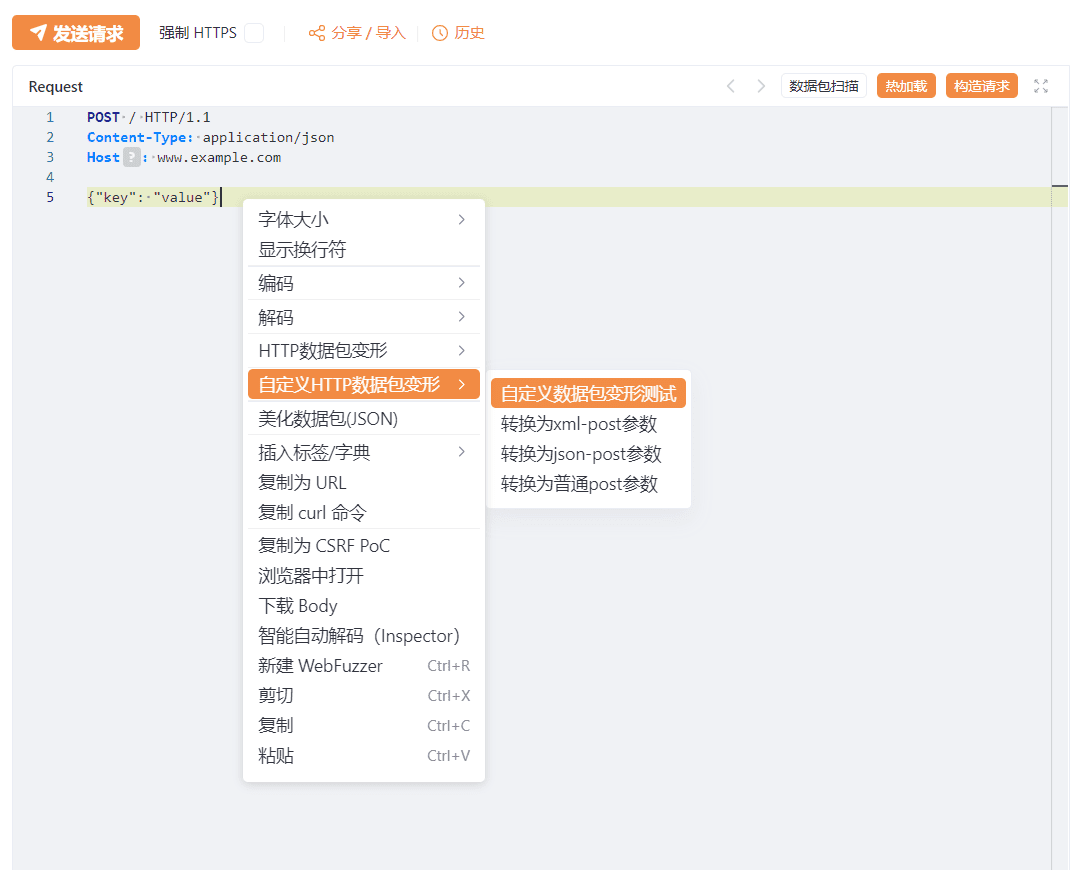 发送请求 强制 HTTPS 分享 / 导入 历史
Request 数据包扫描 热加载 构造请求
1 POST / HTTP/1.1
2 Content-Type: application/json
3 Host ? : www.example.com
4
5 {"key": "value"}
字体大小
显示换行符
编码
解码
HTTP数据包变形
自定义HTTP数据包变形
美化数据包(JSON)
插入标签/字典
复制为 URL
复制 curl 命令
复制为 CSRF PoC
浏览器中打开
下载 Body
智能自动解码（Inspector）
新建 WebFuzzer Ctrl+R
剪切 Ctrl+X
复制 Ctrl+C
粘贴 Ctrl+V
自定义数据包变形测试
转换为xml-post参数
转换为json-post参数
转换为普通post参数